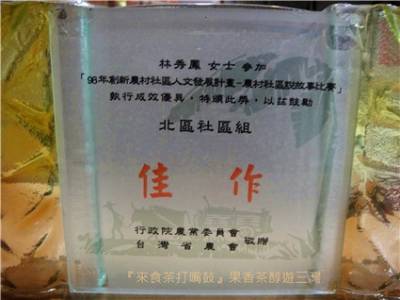 林秀鳳 女士 參加
「98年創新農村社區人文發展計畫-農村社區說故事比賽」
執行成效優異，特頒此獎，以茲鼓勵
北區社區組
佳作
行政院農業委員會
台灣省農會
敬贈
『來食茶打嘴鼓』果香茶醇遊三灣